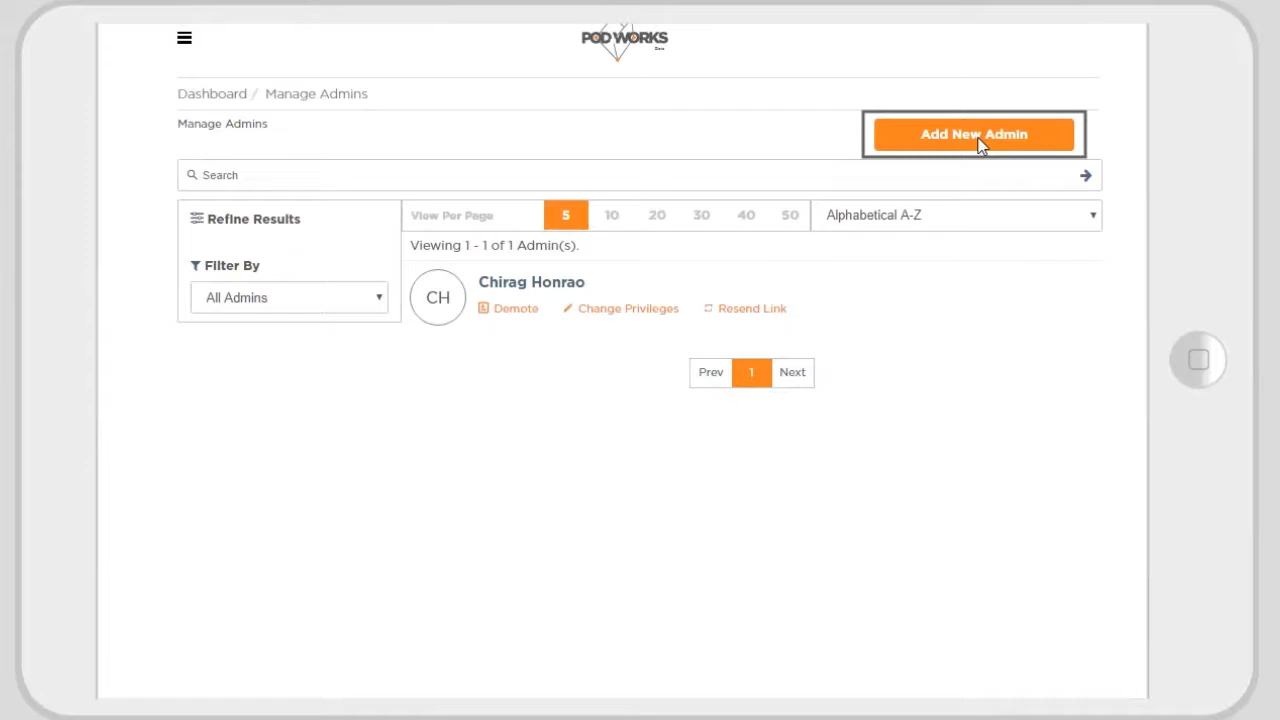 POD WORKS
Dashboard / Manage Admins
Manage Admins
Add New Admin
Search
Refine Results
View Per Page 5 10 20 30 40 50 Alphabetical A-Z
Viewing 1 - 1 of 1 Admin(s).
Filter By
All Admins
CH
Chirag Honrao
Demote Change Privileges Resend Link
Prev 1 Next